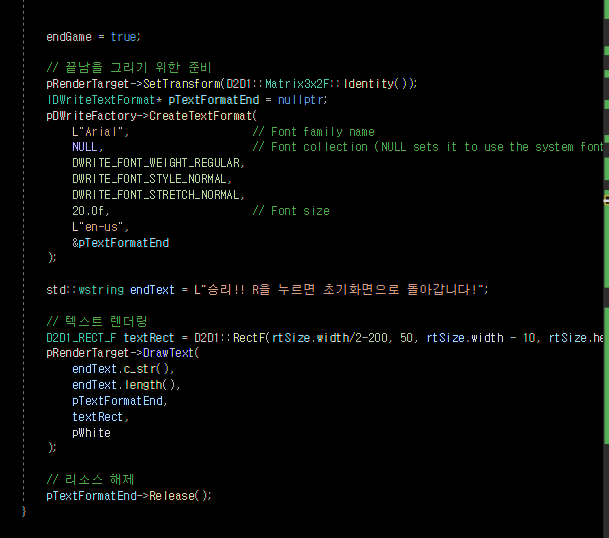 endGame = true;
// 끝남을 그리기 위한 준비
pRenderTarget->SetTransform(D2D1::Matrix3x2F::Identity());
IDWriteTextFormat* pTextFormatEnd = nullptr;
pDWriteFactory->CreateTextFormat(
L"Arial", // Font family name
NULL, // Font collection (NULL sets it to use the system font
DWRITE_FONT_WEIGHT_REGULAR,
DWRITE_FONT_STYLE_NORMAL,
DWRITE_FONT_STRETCH_NORMAL,
20.0f, // Font size
L"en-us",
&pTextFormatEnd
);
std::wstring endText = L"승리!! R을 누르면 초기화면으로 돌아갑니다!";
// 텍스트 렌더링
D2D1_RECT_F textRect = D2D1::RectF(rtSize.width/2-200, 50, rtSize.width - 10, rtSize.he
pRenderTarget->DrawText(
endText.c_str(),
endText.length(),
pTextFormatEnd,
textRect,
pWhite
);
// 리소스 해제
pTextFormatEnd->Release();
}